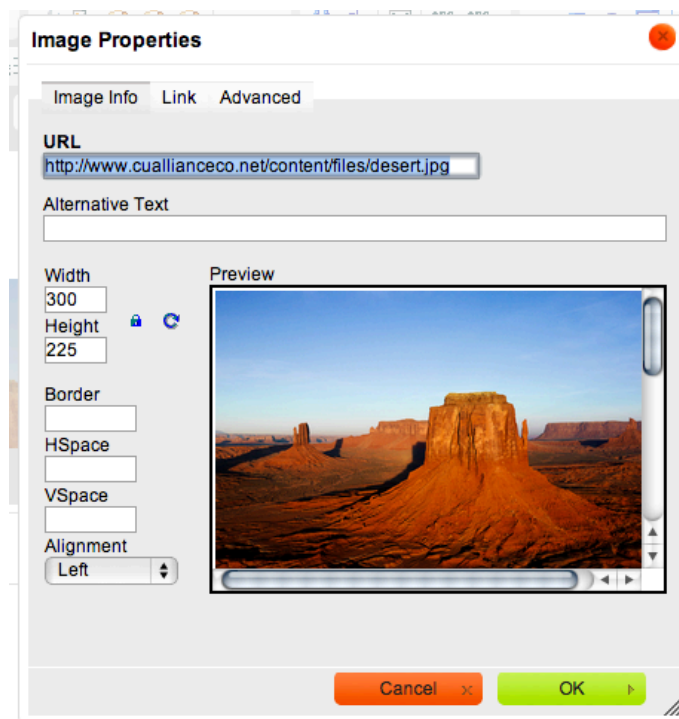 Image Properties
Image Info Link Advanced
URL
http://www.cuallianceco.net/content/files/desert.jpg
Alternative Text
Width
300
Height
225
Preview
Border
HSpace
VSpace
Alignment
Left
Cancel
OK